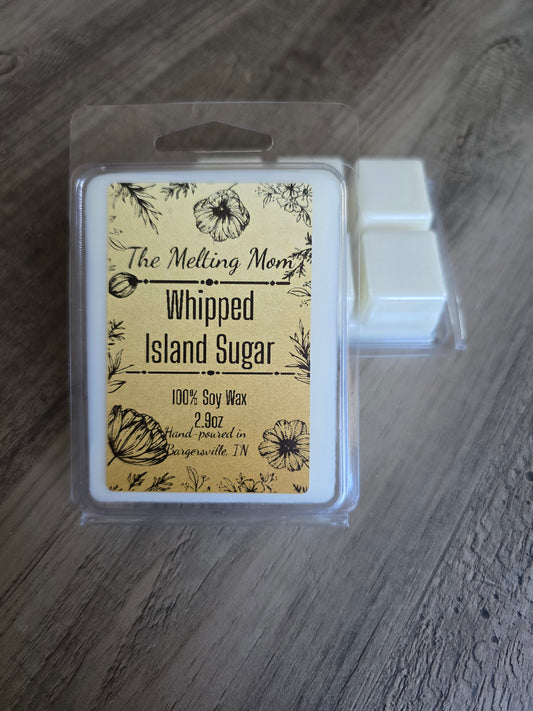 The Melting Mom
Whipped
Island Sugar
100% Soy Wax
2.9oz
Hand-poured in
Bargersville, IN